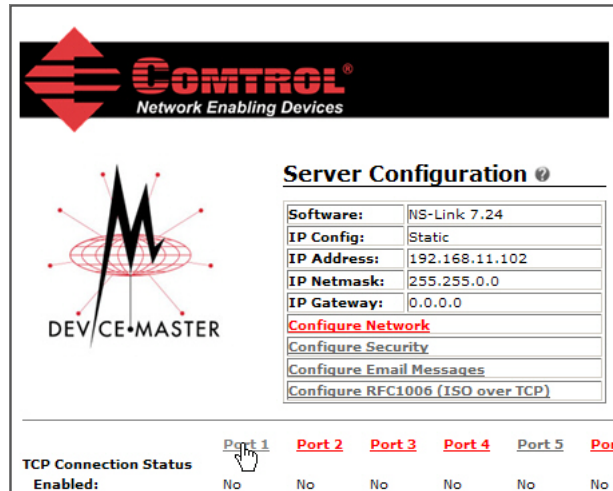 COMTROL®
Network Enabling Devices
Server Configuration ?
Software: NS-Link 7.24
IP Config: Static
IP Address: 192.168.11.102
IP Netmask: 255.255.0.0
IP Gateway: 0.0.0.0
Configure Network
Configure Security
Configure Email Messages
Configure RFC1006 (ISO over TCP)
DEVICE•MASTER
Port 1 Port 2 Port 3 Port 4 Port 5 Po
TCP Connection Status
Enabled: No No No No No No